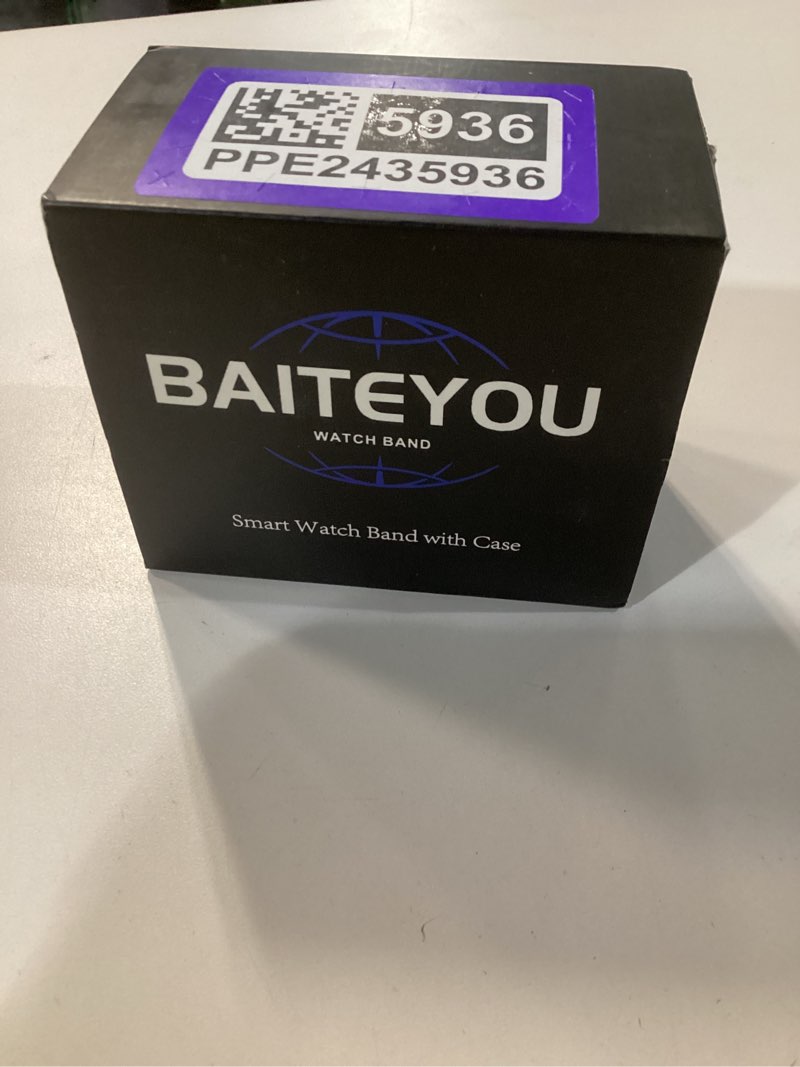 5936
PPE2435936
BAITEYOU
WATCH BAND
Smart Watch Band with Case